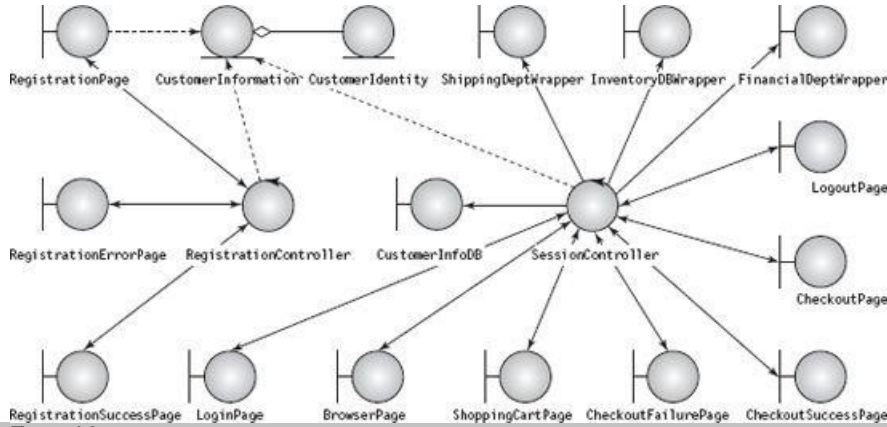 RegistrationPage CustomerInformation CustomerIdentity ShippingDeptWrapper InventoryDBWrapper FinancialDeptWrapper
LogoutPage
RegistrationErrorPage RegistrationController CustomerInfoDB SessionController
CheckoutPage
RegistrationSuccessPage LoginPage BrowserPage ShoppingCartPage CheckoutFailurePage CheckoutSuccessPage